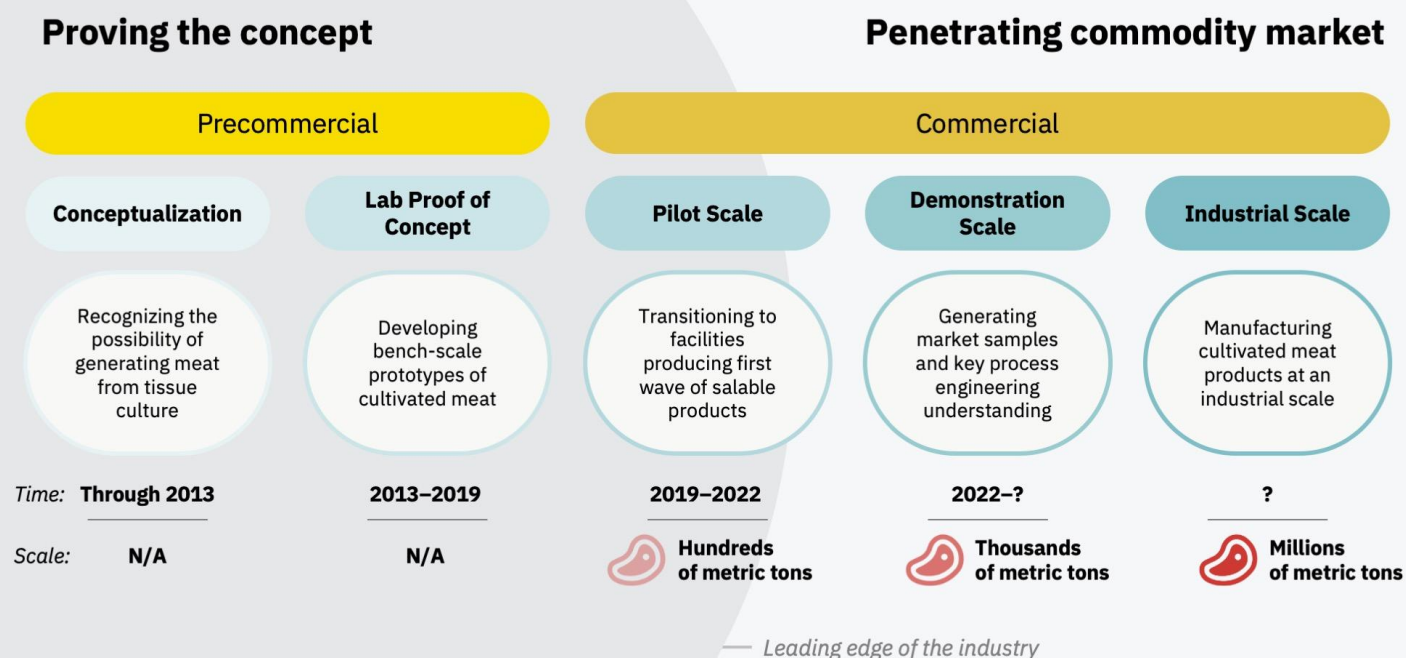 Proving the concept
Penetrating commodity market
Precommercial
Commercial
Conceptualization
Lab Proof of
Concept
Pilot Scale
Demonstration
Scale
Industrial Scale
Recognizing the
possibility of
generating meat
from tissue
culture
Developing
bench-scale
prototypes of
cultivated meat
Transitioning to
facilities
producing first
wave of salable
products
Generating
market samples
and key process
engineering
understanding
Manufacturing
cultivated meat
products at an
industrial scale
Time: Through 2013
2013–2019
2019–2022
2022–?
?
Scale: N/A
N/A
Hundreds
of metric tons
Thousands
of metric tons
Millions
of metric tons
Leading edge of the industry